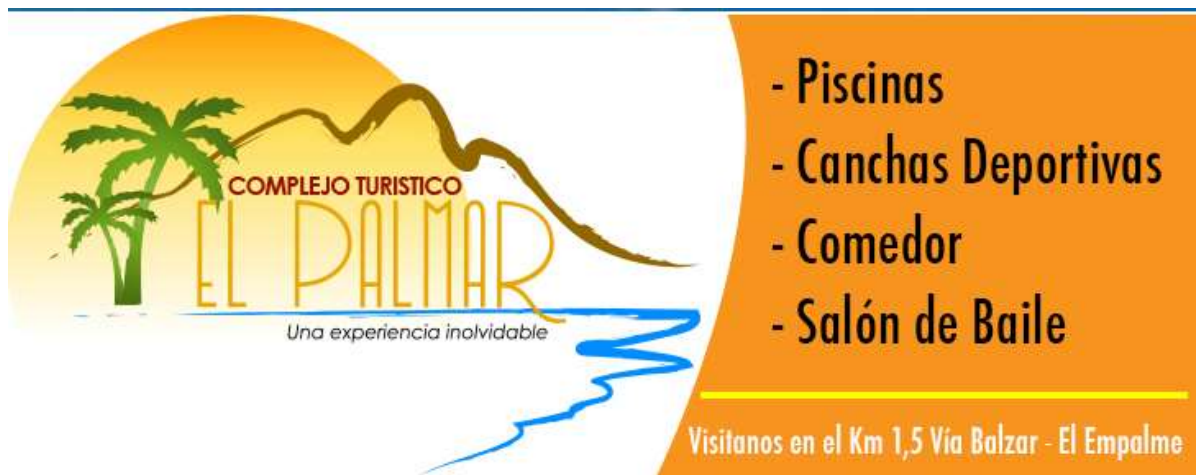 COMPLEJO TURISTICO
EL PALMAR
Una experiencia inolvidable
- Piscinas
- Canchas Deportivas
- Comedor
- Salón de Baile
Visitanos en el Km 1,5 Vía Balzar - El Empalme